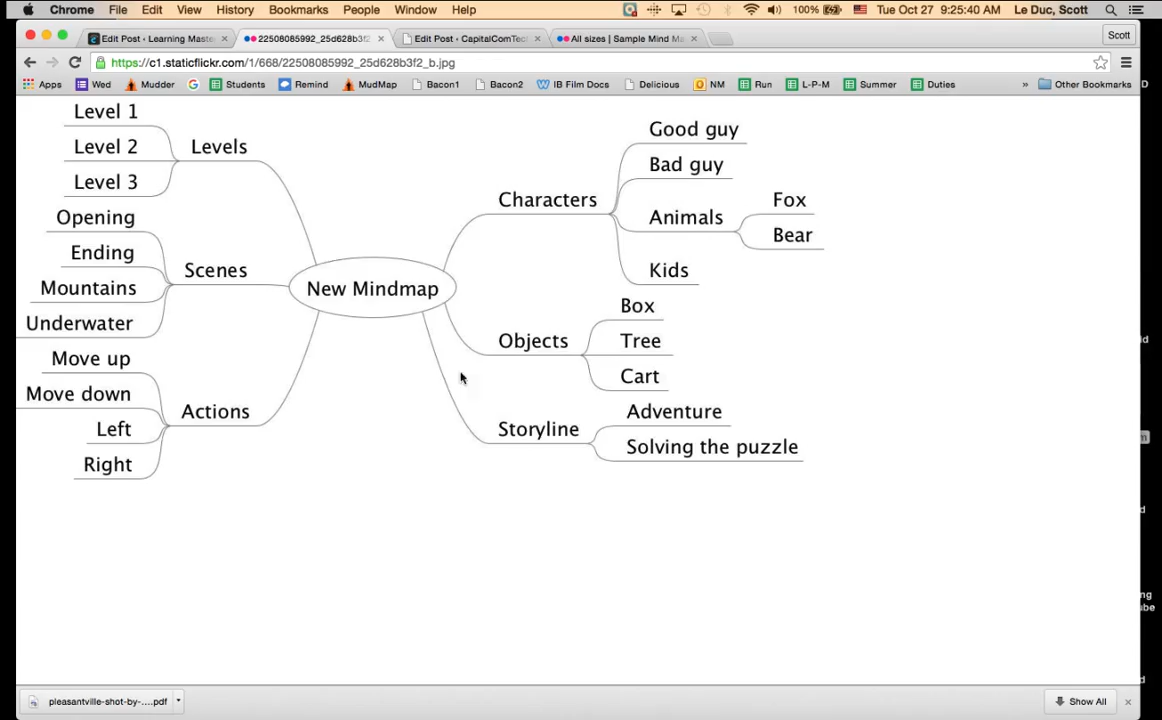 Chrome File Edit View History Bookmarks People Window Help 100% Tue Oct 27 9:25:40 AM Le Duc, Scott
Edit Post ‹ Learning Maste 22508085992_25d628b3f2 Edit Post ‹ CapitalComTec All sizes | Sample Mind Ma Scott
https://c1.staticflickr.com/1/668/22508085992_25d628b3f2_b.jpg
Apps Wed Mudder Students Remind MudMap Bacon1 Bacon2 IB Film Docs Delicious NM Run L-P-M Summer Duties » Other Bookmarks
Level 1
Level 2
Level 3
Levels
Opening
Ending
Mountains
Underwater
Scenes
Move up
Move down
Left
Right
Actions
New Mindmap
Characters
Good guy
Bad guy
Animals
Fox
Bear
Kids
Objects
Box
Tree
Cart
Storyline
Adventure
Solving the puzzle
pleasantville-shot-by-....pdf
Show All